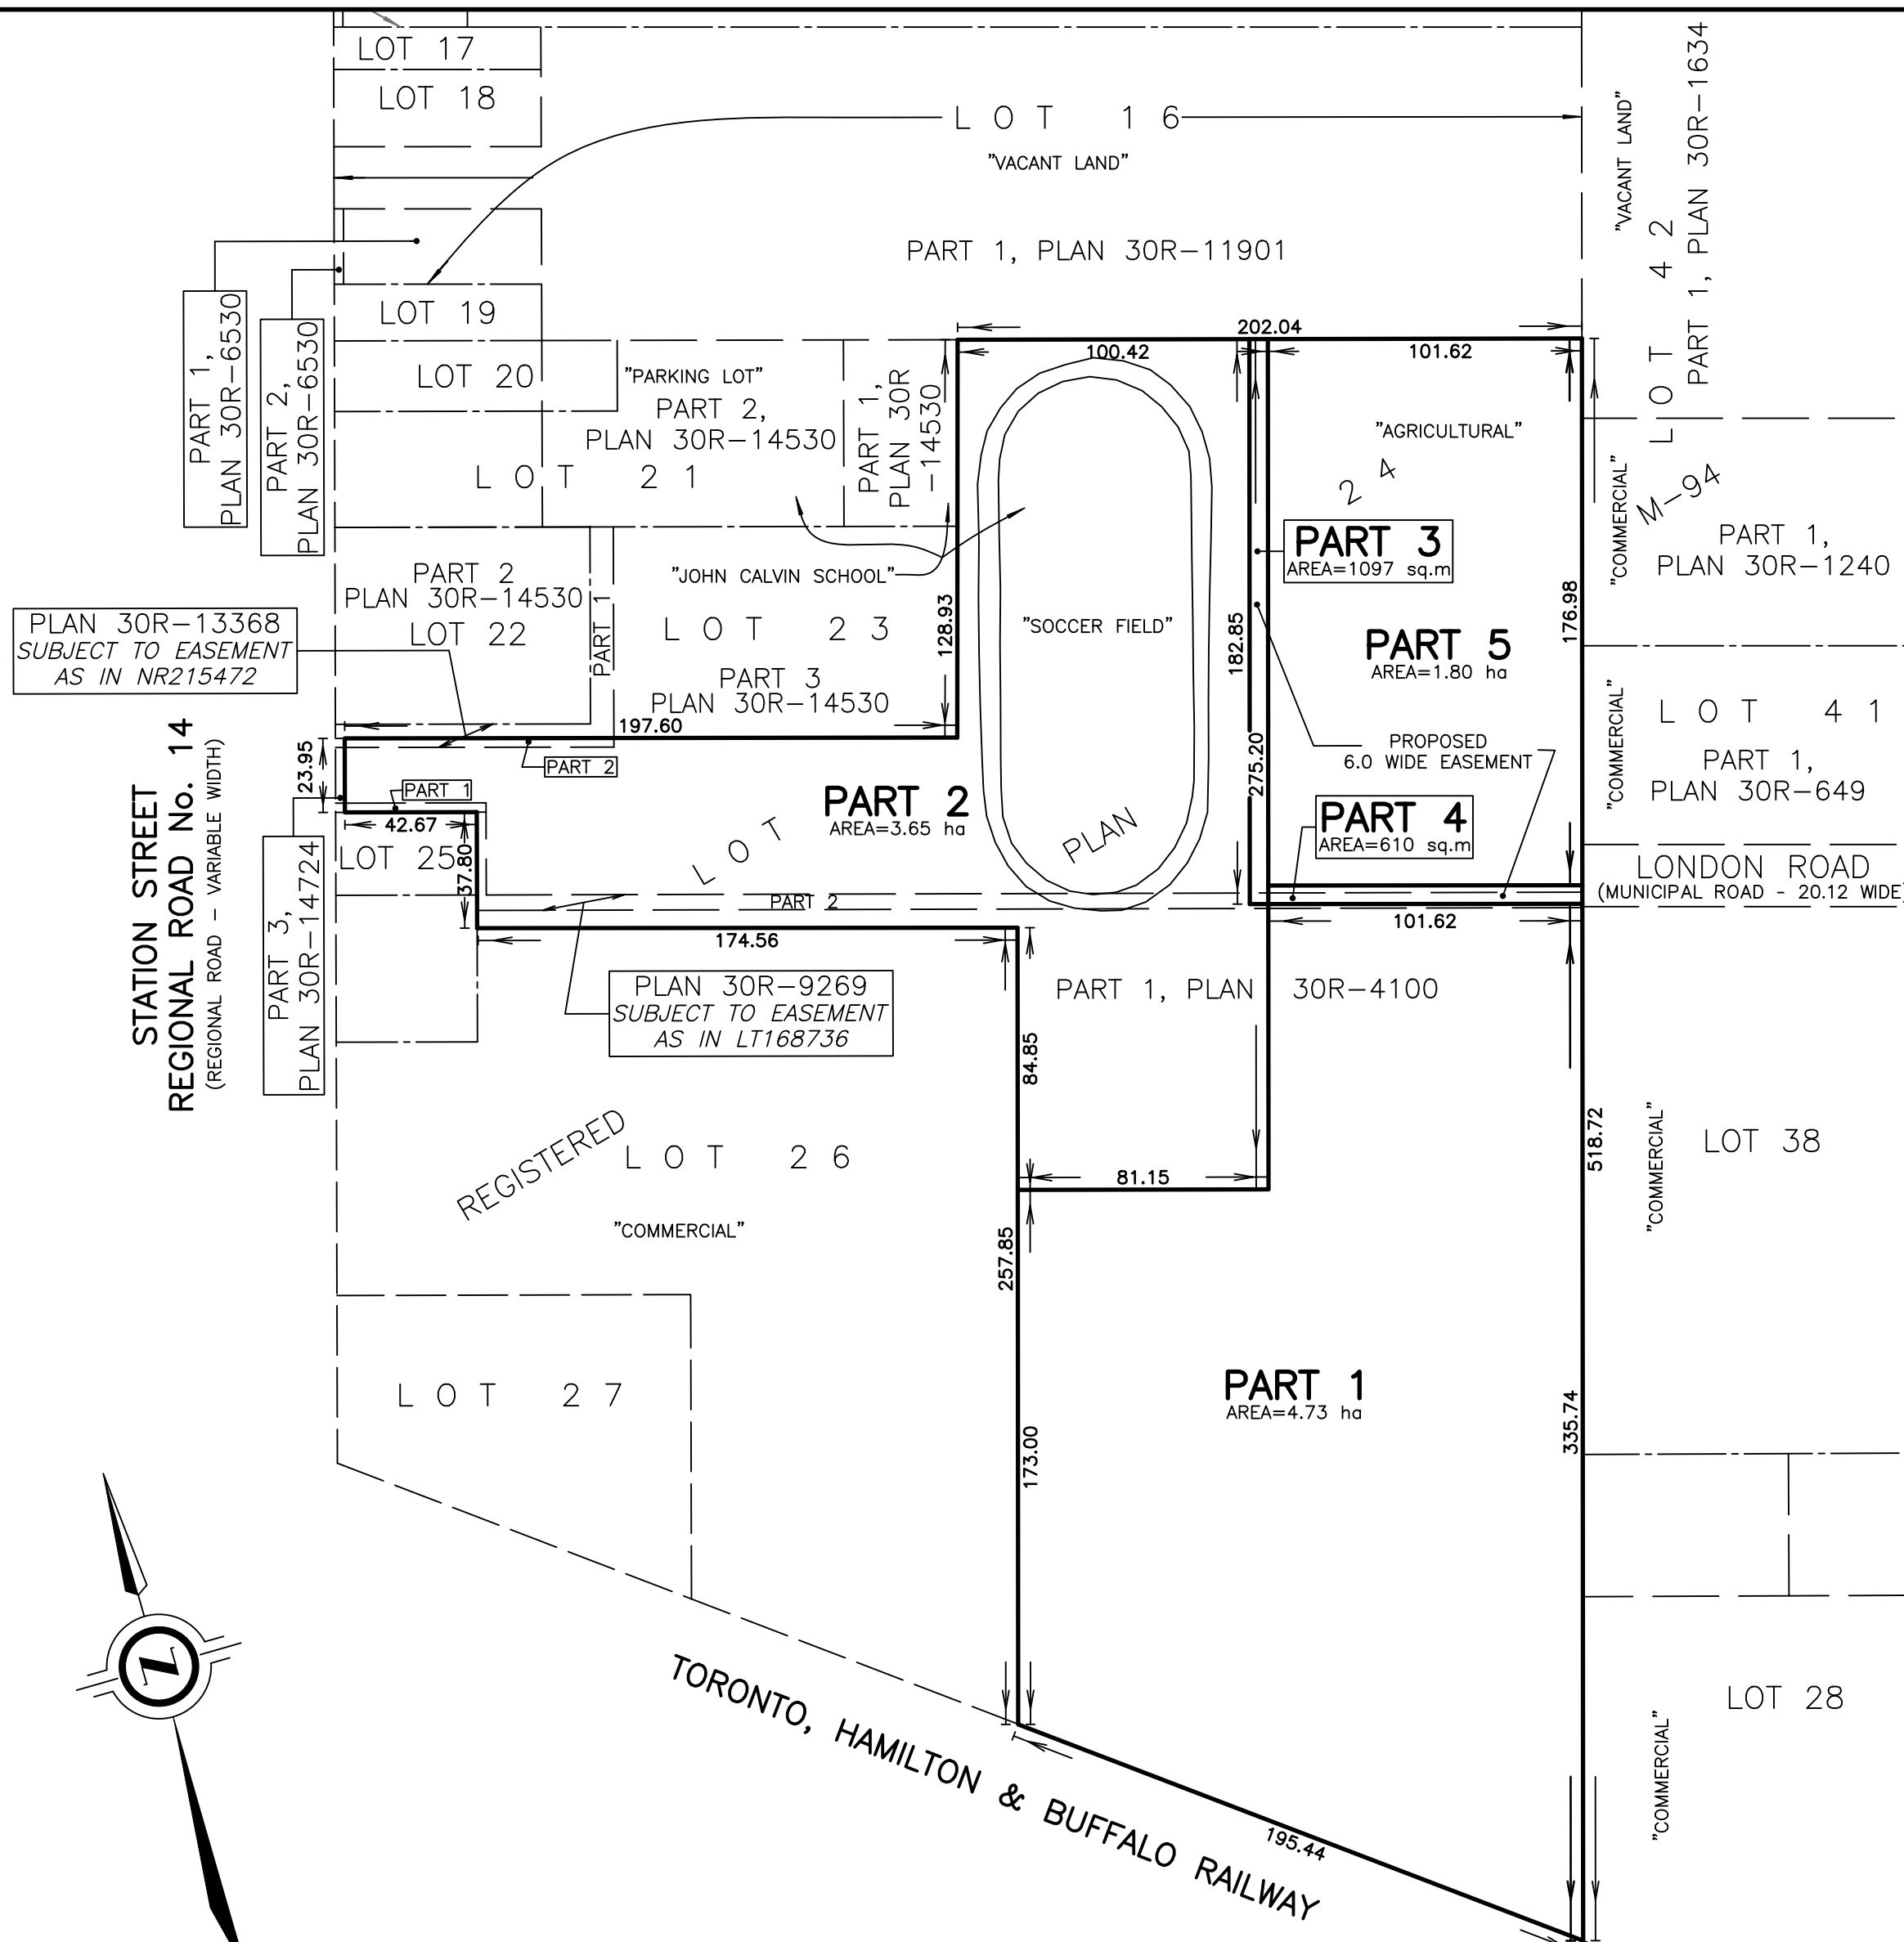 LOT 17
LOT 18
LOT 16
"VACANT LAND"
PART 1, PLAN 30R-11901
"VACANT LAND"
LOT 42
PART 1, PLAN 30R-1634
PART 1,
PLAN 30R-6530
PART 2,
PLAN 30R-6530
LOT 19
LOT 20
"PARKING LOT"
PART 2,
PLAN 30R-14530
LOT 21
PART 1,
PLAN 30R
-14530
202.04
100.42
101.62
"AGRICULTURAL"
24
"COMMERCIAL"
M-94
PART 1,
PLAN 30R-1240
PART 3
AREA=1097 sq.m
"JOHN CALVIN SCHOOL"
PART 2
PLAN 30R-14530
LOT 22
PART 1
LOT 23
PART 3
PLAN 30R-14530
128.93
"SOCCER FIELD"
182.85
176.98
PART 5
AREA=1.80 ha
PLAN 30R-13368
SUBJECT TO EASEMENT
AS IN NR215472
197.60
23.95
PART 2
PART 1
42.67
LOT 25
37.80
PART 2
AREA=3.65 ha
LOT
PLAN
275.20
PROPOSED
6.0 WIDE EASEMENT
PART 4
AREA=610 sq.m
"COMMERCIAL"
LOT 41
PART 1,
PLAN 30R-649
LONDON ROAD
(MUNICIPAL ROAD - 20.12 WIDE)
STATION STREET
REGIONAL ROAD No. 14
(REGIONAL ROAD - VARIABLE WIDTH)
PART 3,
PLAN 30R-14724
PART 2
174.56
101.62
PLAN 30R-9269
SUBJECT TO EASEMENT
AS IN LT168736
PART 1, PLAN 30R-4100
84.85
REGISTERED
LOT 26
"COMMERCIAL"
81.15
518.72
"COMMERCIAL"
LOT 38
257.85
LOT 27
173.00
PART 1
AREA=4.73 ha
335.74
N
LOT 28
"COMMERCIAL"
195.44
TORONTO, HAMILTON & BUFFALO RAILWAY